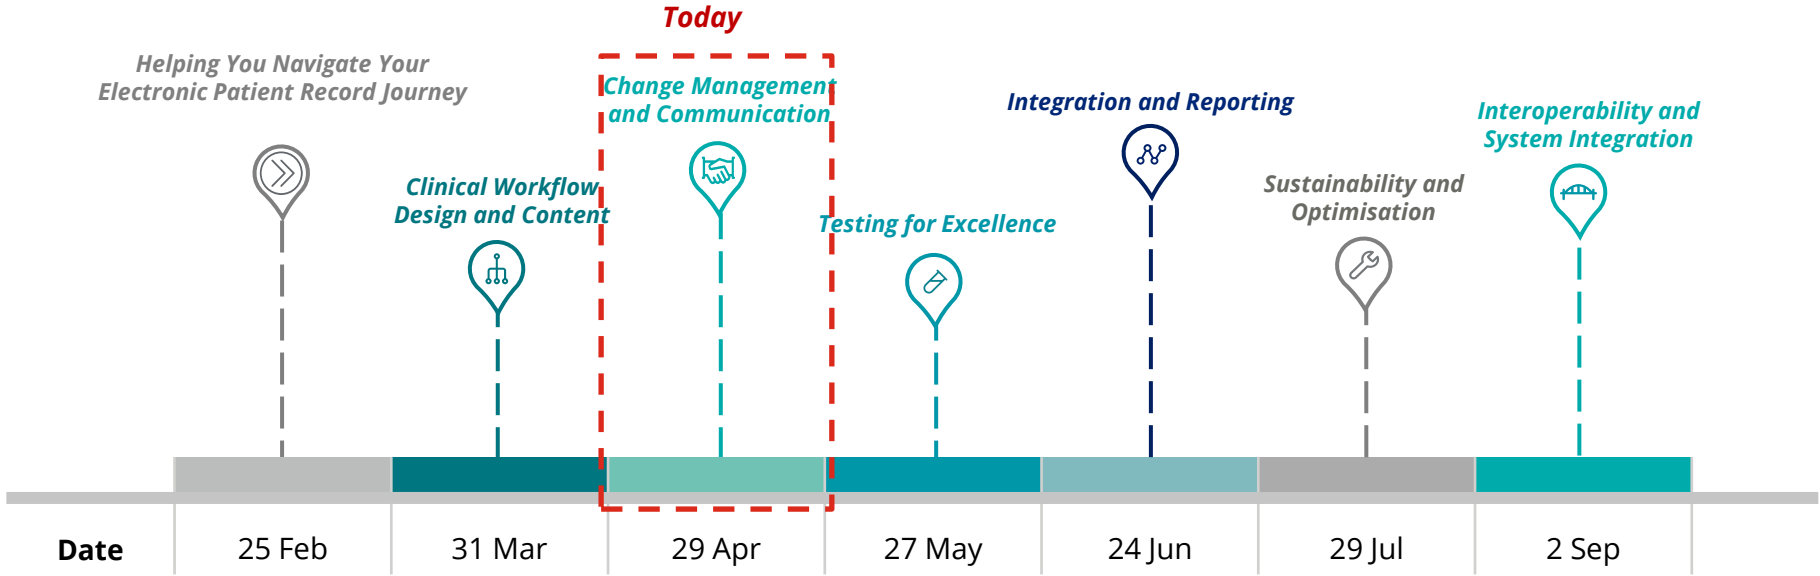 Today
Helping You Navigate Your
Electronic Patient Record Journey
Clinical Workflow
Design and Content
Change Management
and Communication
Testing for Excellence
Integration and Reporting
Sustainability and
Optimisation
Interoperability and
System Integration
Date
25 Feb
31 Mar
29 Apr
27 May
24 Jun
29 Jul
2 Sep